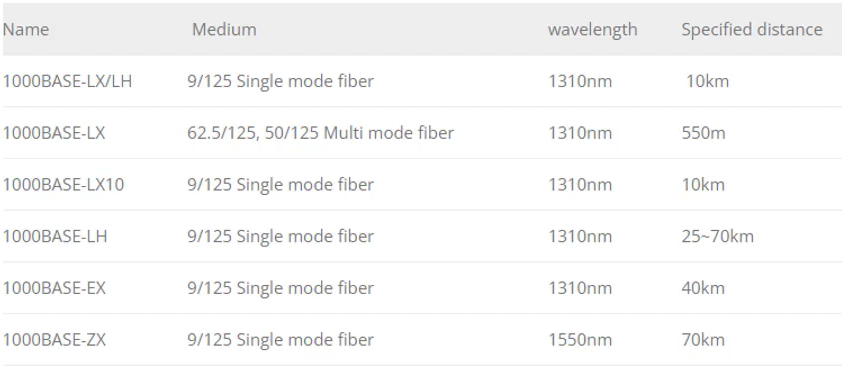 Name Medium wavelength Specified distance
1000BASE-LX/LH 9/125 Single mode fiber 1310nm 10km
1000BASE-LX 62.5/125, 50/125 Multi mode fiber 1310nm 550m
1000BASE-LX10 9/125 Single mode fiber 1310nm 10km
1000BASE-LH 9/125 Single mode fiber 1310nm 25~70km
1000BASE-EX 9/125 Single mode fiber 1310nm 40km
1000BASE-ZX 9/125 Single mode fiber 1550nm 70km